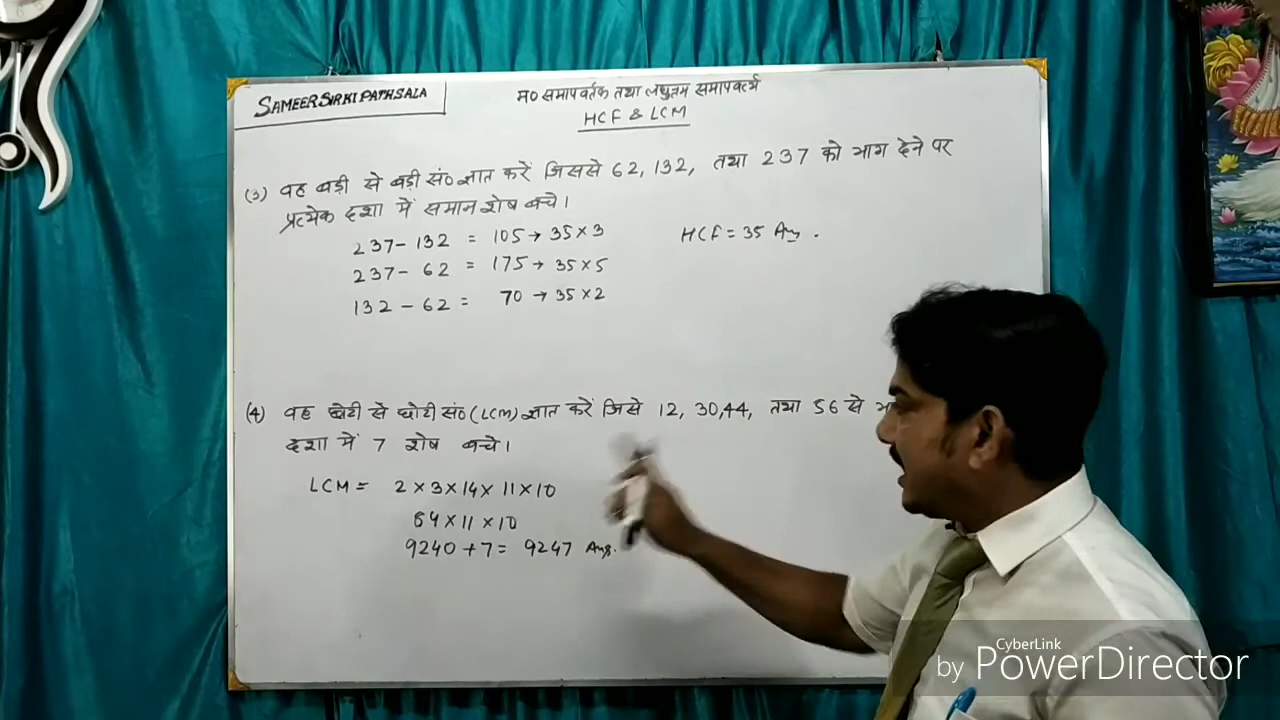 SAMEER SIR KI PATHSALA
म० समापवर्तक तथा लघुतम समापवर्त्य
HCF & LCM
(3) वह बड़ी से बड़ी सं० ज्ञात करें जिससे 62, 132, तथा 237 को भाग देने पर
प्रत्येक दशा में समान शेष बचे।
237 - 132 = 105 → 35 × 3
HCF = 35 Ans.
237 - 62 = 175 → 35 × 5
132 - 62 = 70 → 35 × 2
(4) वह छोटी से छोटी सं० (LCM) ज्ञात करें जिसे 12, 30, 44, तथा 56 से
दशा में 7 शेष बच्चे।
LCM = 2 × 3 × 14 × 11 × 10
84 × 11 × 10
9240 + 7 = 9247 Ans.
CyberLink
by PowerDirector